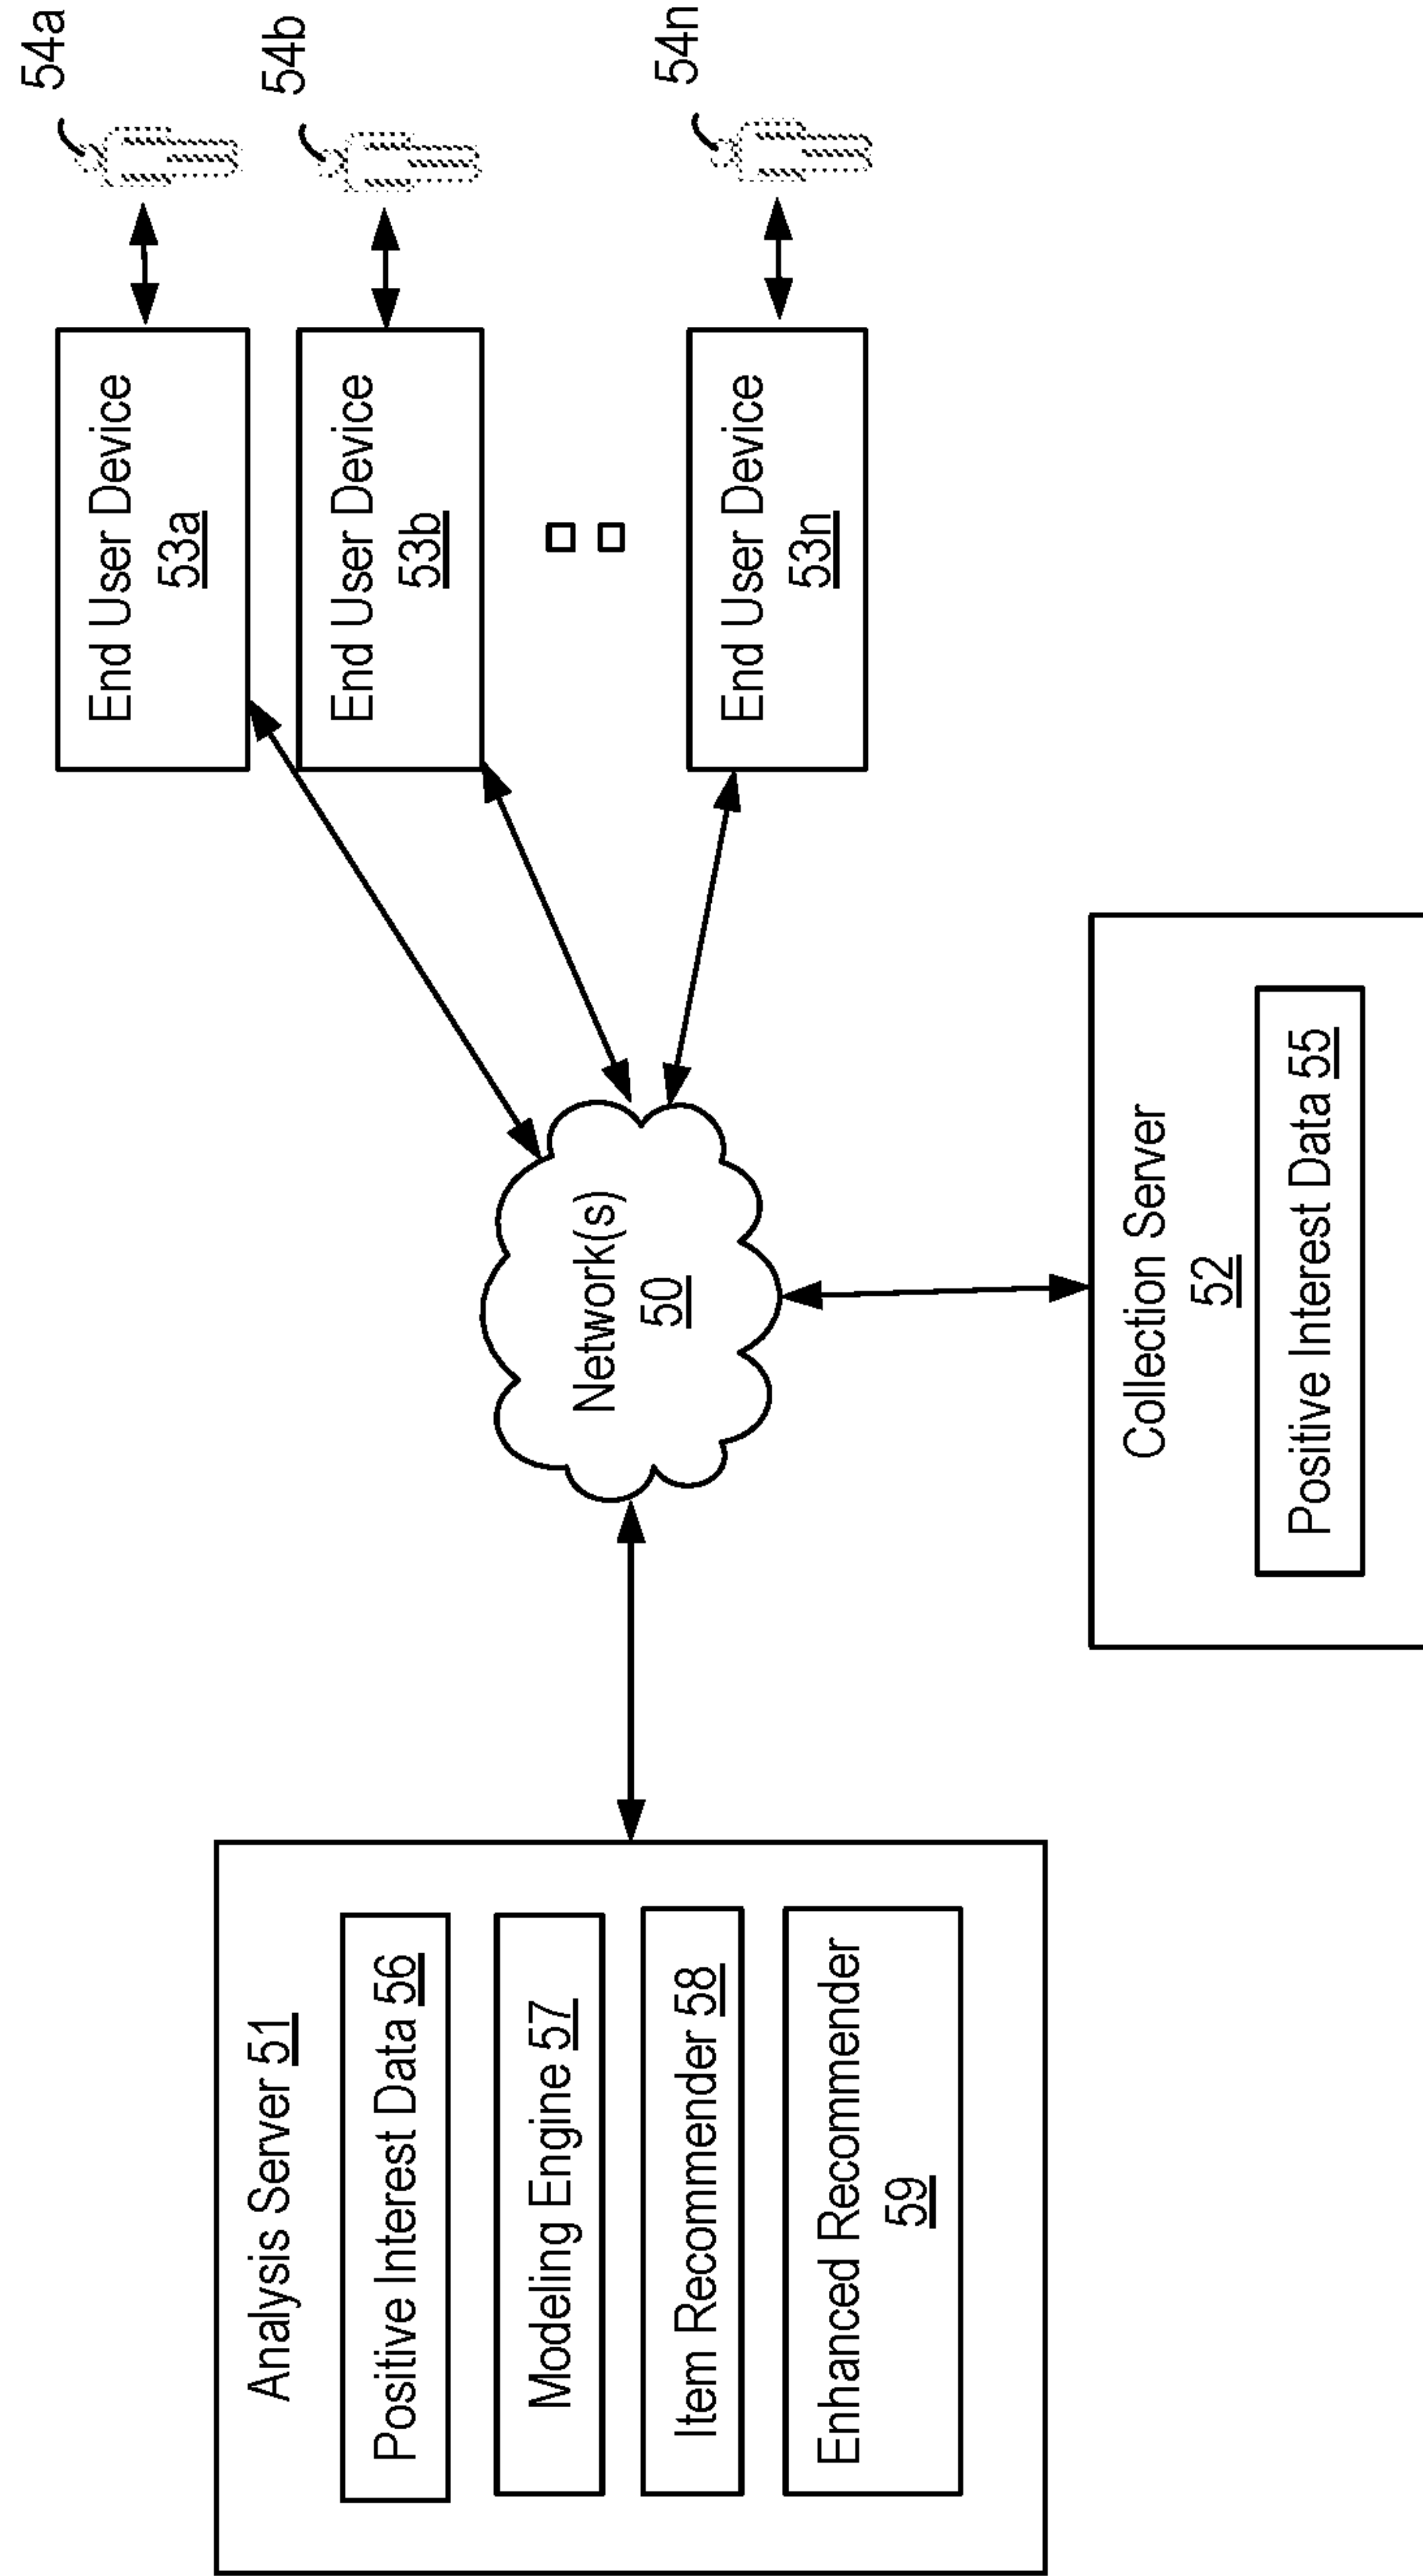 Analysis Server 51
Positive Interest Data 56
Modeling Engine 57
Item Recommender 58
Enhanced Recommender
59
Network(s)
50
Collection Server
52
Positive Interest Data 55
End User Device
53a
54a
End User Device
53b
54b
End User Device
53n
54n